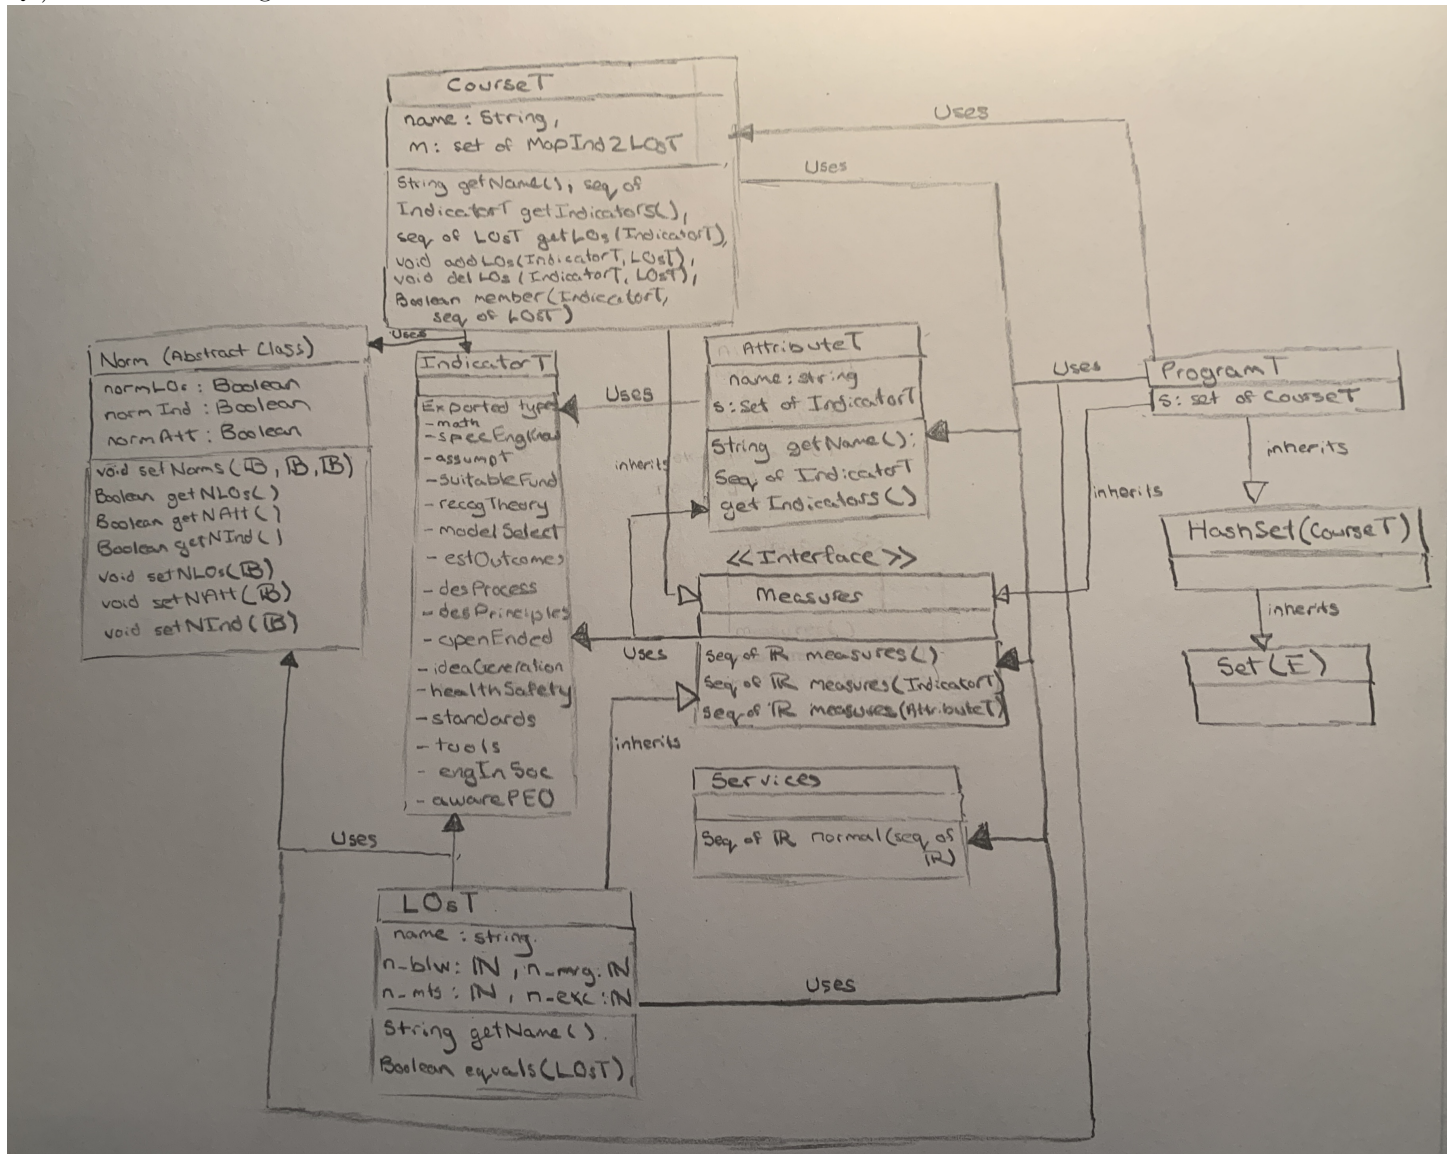 CourseT
name : String,
m: set of MapInd2LOsT
String getName(), seq of
IndicatorT getIndicators(),
seq of LOsT getLOs(IndicatorT),
void addLOs(IndicatorT, LOsT),
void delLOs (IndicatorT, LOsT),
Boolean member(IndicatorT,
seq of LOST)
Uses
Uses
Uses
Norm (Abstract Class)
normLOs : Boolean
normInd : Boolean
normAtt : Boolean
void setNorms(𝔹, 𝔹, 𝔹)
Boolean getNLOs()
Boolean getNAtt()
Boolean getNInd()
void setNLOs(𝔹)
void setNAtt(𝔹)
void setNInd(𝔹)
IndicatorT
Exported types
-math
-specEngKnow
-assumpt
-suitableFund
-recogTheory
-modelSelect
-estOutcomes
-desProcess
-desPrinciples
-openEnded
-ideaGeneration
-healthSafety
-standards
-tools
- engInSoc
- awarePEO
Uses
inherits
AttributeT
name: string
s: set of IndicatorT
String getName();
Seq of IndicatorT
getIndicators()
Uses
ProgramT
s: set of CourseT
inherits
inherits
HashSet(CourseT)
inherits
Set(E)
<<Interface>>
Measures
Uses
seq of ℝ measures()
seq of ℝ measures(IndicatorT)
seq of ℝ measures(AttributeT)
inherits
Services
Seq of ℝ normal(seq of
ℝ)
Uses
LOsT
name : string.
n_blw: ℕ, n_mrg: ℕ
n_mts : ℕ, n_exc : ℕ
String getName().
Boolean equals(LOsT),
Uses